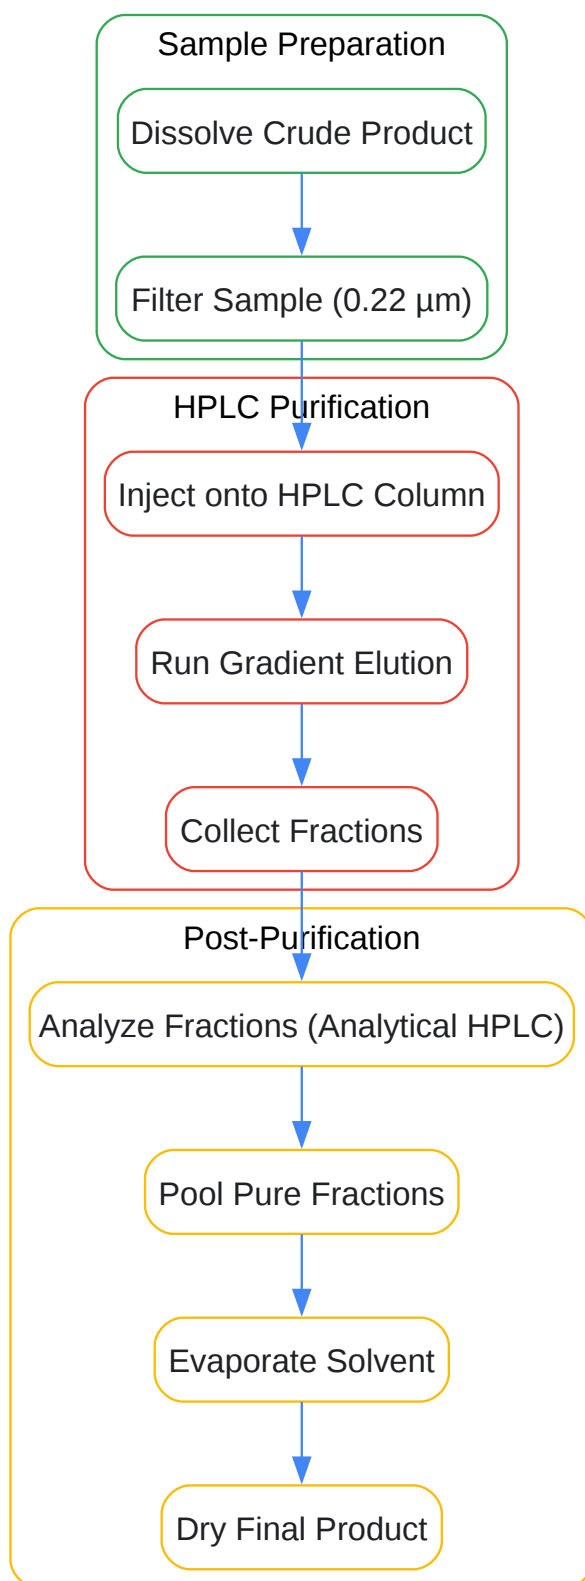 Sample Preparation
Dissolve Crude Product
Filter Sample (0.22 µm)
HPLC Purification
Inject onto HPLC Column
Run Gradient Elution
Collect Fractions
Post-Purification
Analyze Fractions (Analytical HPLC)
Pool Pure Fractions
Evaporate Solvent
Dry Final Product